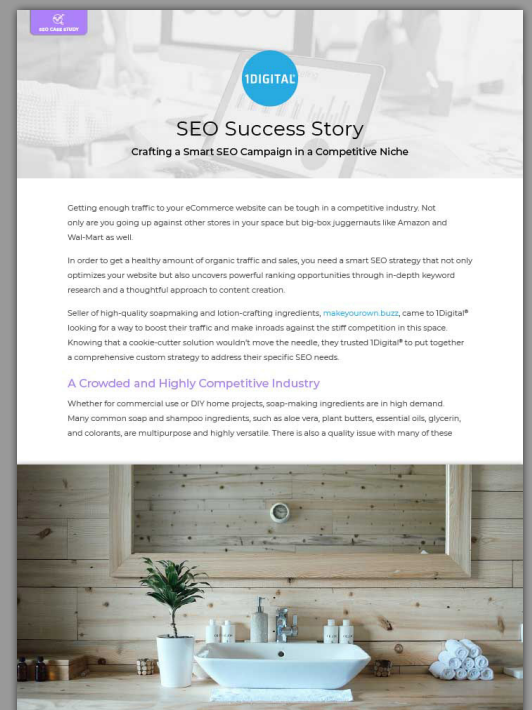 SEO CASE STUDY
1DIGITAL®
SEO Success Story
Crafting a Smart SEO Campaign in a Competitive Niche
Getting enough traffic to your eCommerce website can be tough in a competitive industry. Not
only are you going up against other stores in your space but big-box juggernauts like Amazon and
Wal-Mart as well.
In order to get a healthy amount of organic traffic and sales, you need a smart SEO strategy that not only
optimizes your website but also uncovers powerful ranking opportunities through in-depth keyword
research and a thoughtful approach to content creation.
Seller of high-quality soapmaking and lotion-crafting ingredients, makeyourown.buzz, came to 1Digital®
looking for a way to boost their traffic and make inroads against the stiff competition in this space.
Knowing that a cookie-cutter solution wouldn't move the needle, they trusted 1Digital® to put together
a comprehensive custom strategy to address their specific SEO needs.
A Crowded and Highly Competitive Industry
Whether for commercial use or DIY home projects, soap-making ingredients are in high demand.
Many common soap and shampoo ingredients, such as aloe vera, plant butters, essential oils, glycerin,
and colorants, are multipurpose and highly versatile. There is also a quality issue with many of these